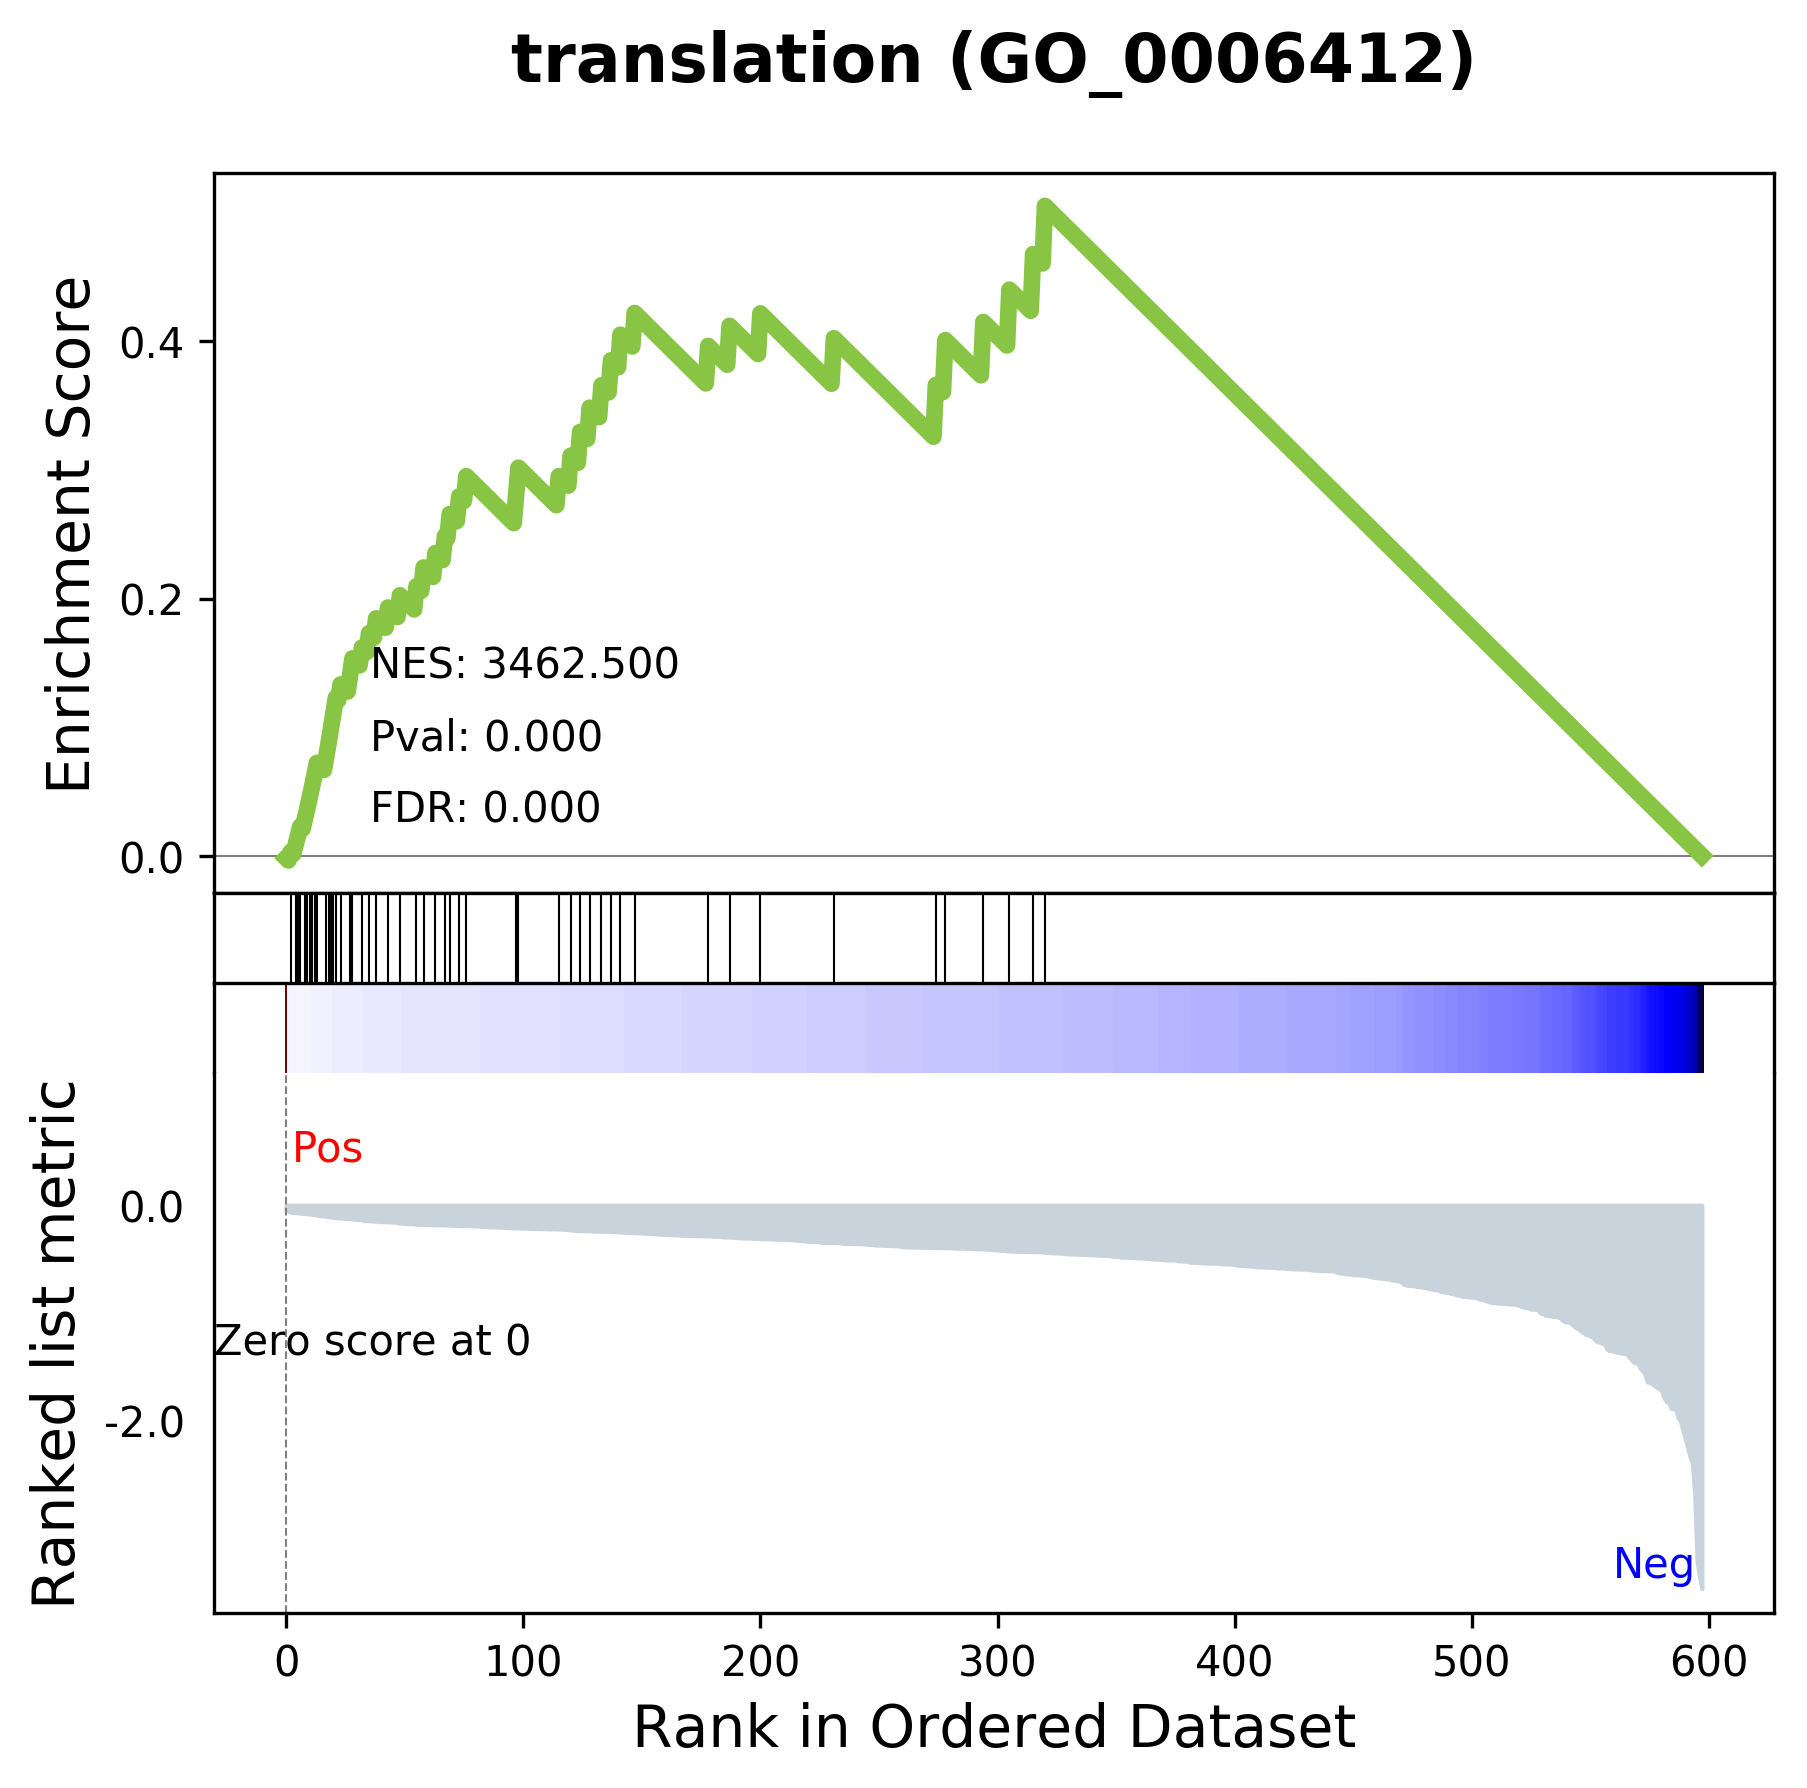 translation (GO_0006412)
Enrichment Score
0.4
0.2
0.0
NES: 3462.500
Pval: 0.000
FDR: 0.000
Ranked list metric
Pos
0.0
Zero score at 0
-2.0
Neg
0 100 200 300 400 500 600
Rank in Ordered Dataset